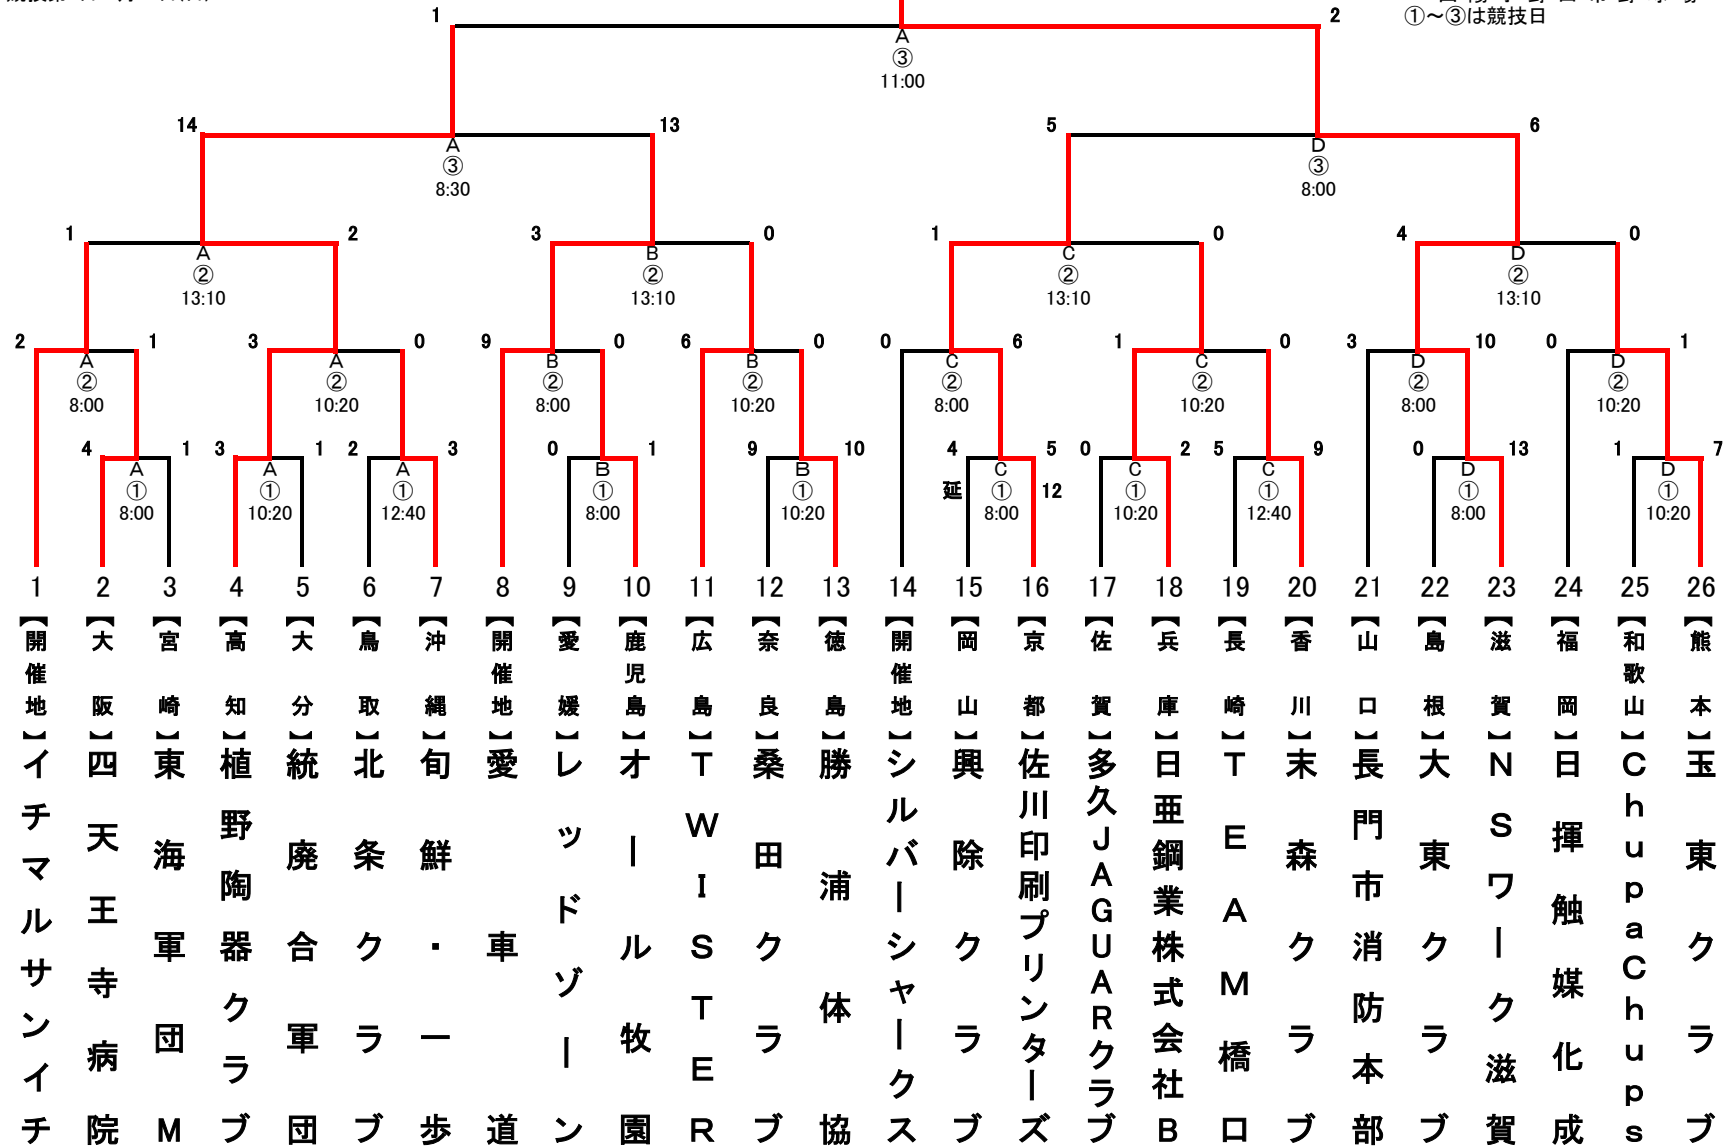 ①～③は競技日
1 2
A
③
11:00
14 13 5 6
A D
③ ③
8:30 8:00
1 2 3 0 1 0 4 0
A B C D
② ② ② ②
13:10 13:10 13:10 13:10
2 1 3 0 9 0 6 0 0 6 1 0 3 10 0 1
A A B B C C D D
② ② ② ② ② ② ② ②
8:00 10:20 8:00 10:20 8:00 10:20 8:00 10:20
4 1 3 1 2 3 0 1 9 10 4 5 0 2 5 9 0 13 1 7
A A A B B C C C D D
① ① ① ① ① 延 ① 12 ① ① ① ①
8:00 10:20 12:40 8:00 10:20 8:00 10:20 12:40 8:00 10:20
1 【開催地】イチマルサンイチ
2 【大阪】四天王寺病院
3 【宮崎】東海軍団M
4 【高知】植野陶器クラブ
5 【大分】統廃合軍団
6 【鳥取】北条クラブ
7 【沖縄】旬鮮・一歩
8 【開催地】愛車道
9 【愛媛】レッドゾーン
10 【鹿児島】オール牧園
11 【広島】TWISTER
12 【奈良】桑田クラブ
13 【徳島】勝浦体協
14 【開催地】シルバーシャークス
15 【岡山】興除クラブ
16 【京都】佐川印刷プリンターズ
17 【佐賀】多久JAGUARクラブ
18 【兵庫】日亜鋼業株式会社B
19 【長崎】TEAM橋口
20 【香川】末森クラブ
21 【山口】長門市消防本部
22 【島根】大東クラブ
23 【滋賀】NSワーク滋賀
24 【福岡】日揮触媒化成
25 【和歌山】ChupaChups
26 【熊本】玉東クラブ